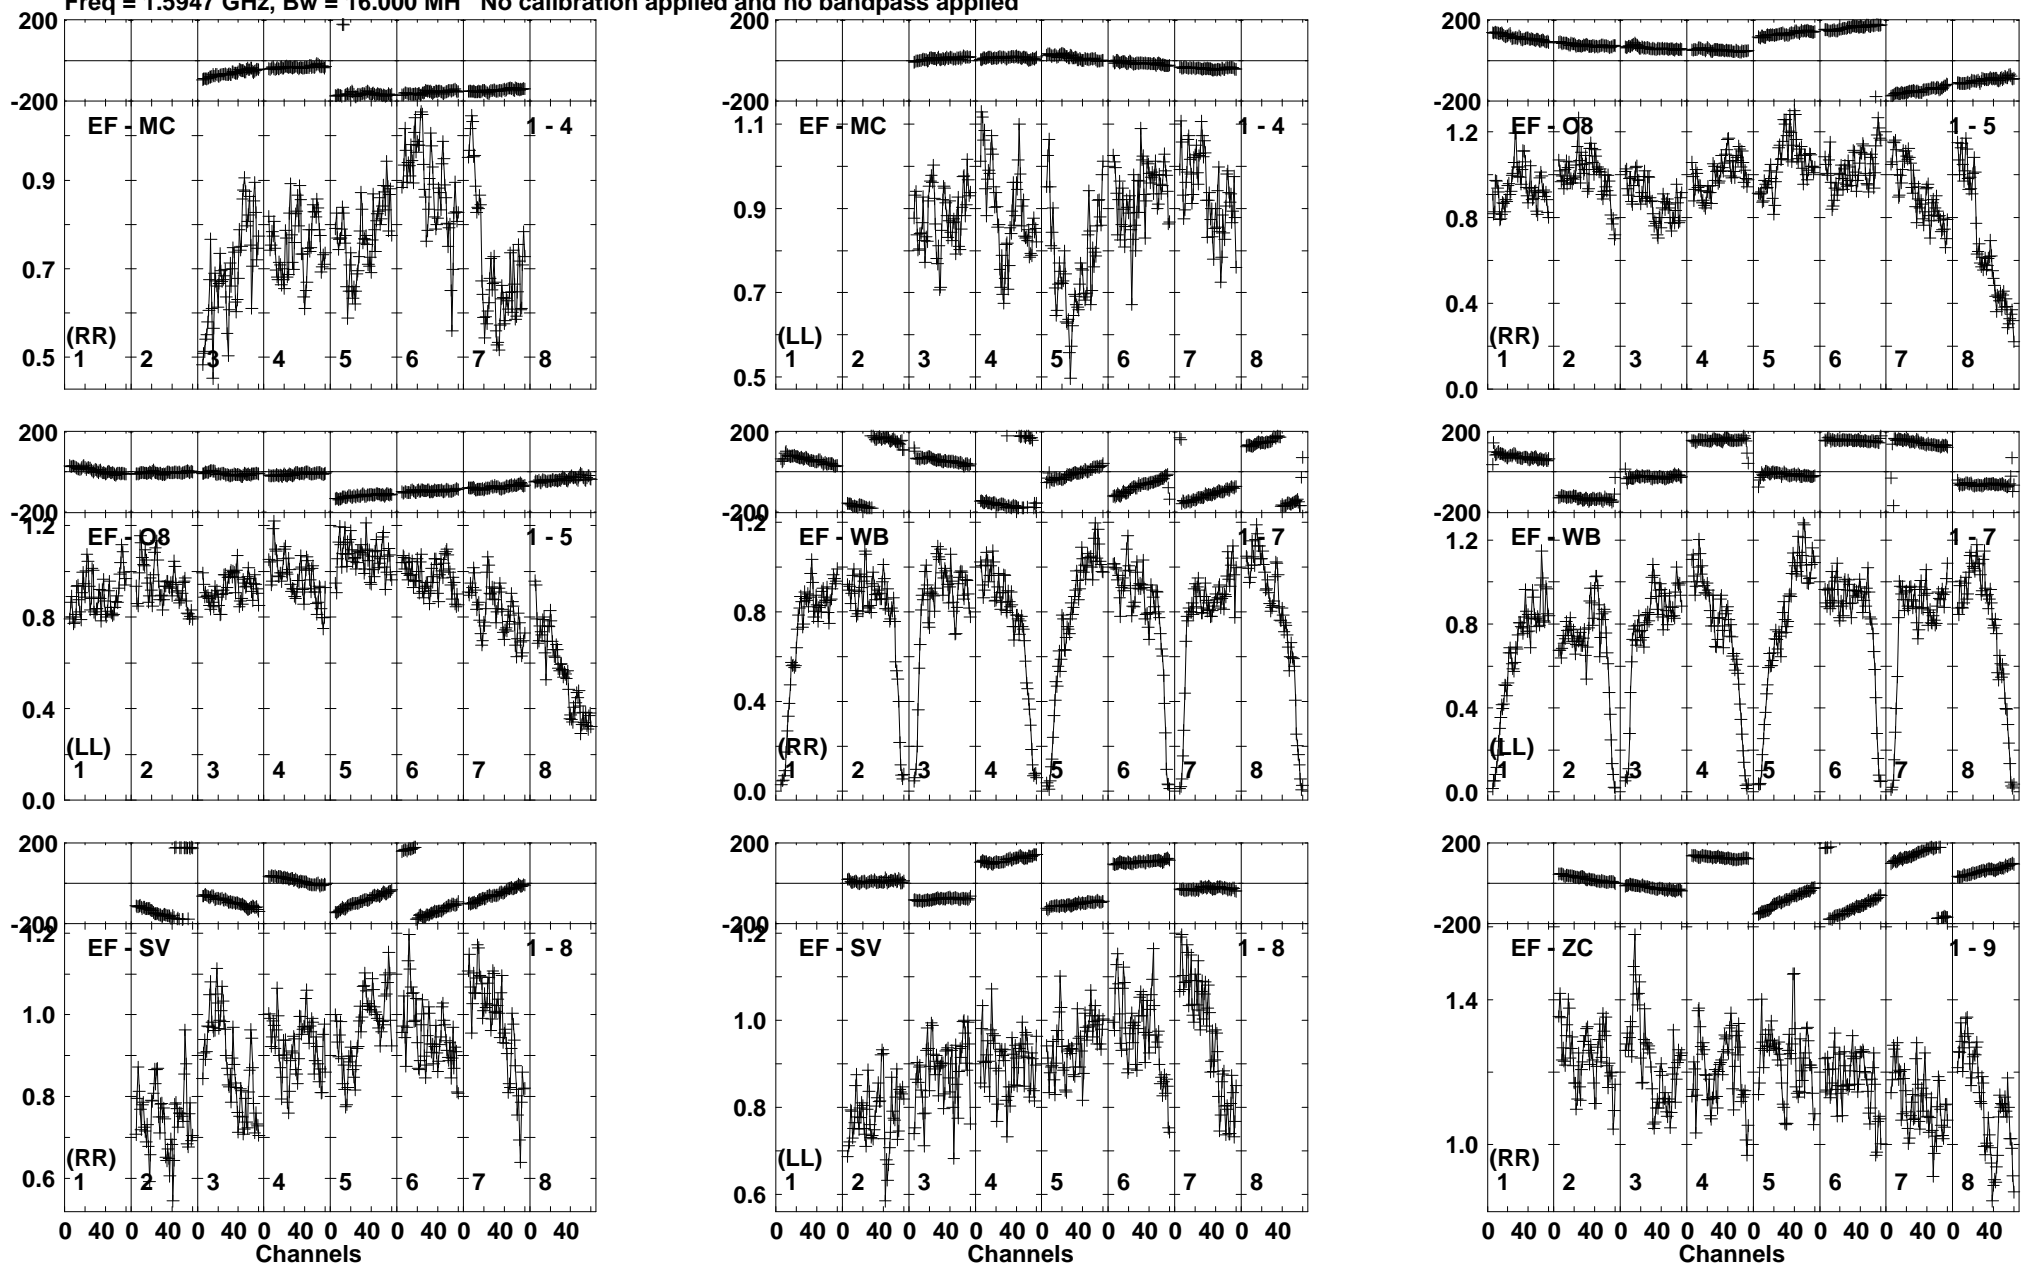 Freq = 1.5947 GHz, Bw = 16.000 MH No calibration applied and no bandpass applied
200
-200
EF - MC 1 - 4
0.9
0.7
0.5
(RR)
1 2 3 4 5 6 7 8
200
-200
EF - MC 1 - 4
1.1
0.9
0.7
0.5
(LL)
1 2 3 4 5 6 7 8
200
-200
EF - O8 1 - 5
1.2
0.8
0.4
0.0
(RR)
1 2 3 4 5 6 7 8
200
-200
EF - O8 1 - 5
1.2
0.8
0.4
0.0
(LL)
1 2 3 4 5 6 7 8
200
-200
EF - WB 1 - 7
1.2
0.8
0.4
0.0
(RR)
1 2 3 4 5 6 7 8
200
-200
EF - WB 1 - 7
1.2
0.8
0.4
0.0
(LL)
1 2 3 4 5 6 7 8
200
-200
EF - SV 1 - 8
1.2
1.0
0.8
0.6
(RR)
1 2 3 4 5 6 7 8
0 40 0 40 0 40 0 40 0 40 0 40 0 40 0 40
Channels
200
-200
EF - SV 1 - 8
1.2
1.0
0.8
0.6
(LL)
1 2 3 4 5 6 7 8
0 40 0 40 0 40 0 40 0 40 0 40 0 40 0 40
Channels
200
-200
EF - ZC 1 - 9
1.4
1.0
(RR)
1 2 3 4 5 6 7 8
0 40 0 40 0 40 0 40 0 40 0 40 0 40 0 40
Channels